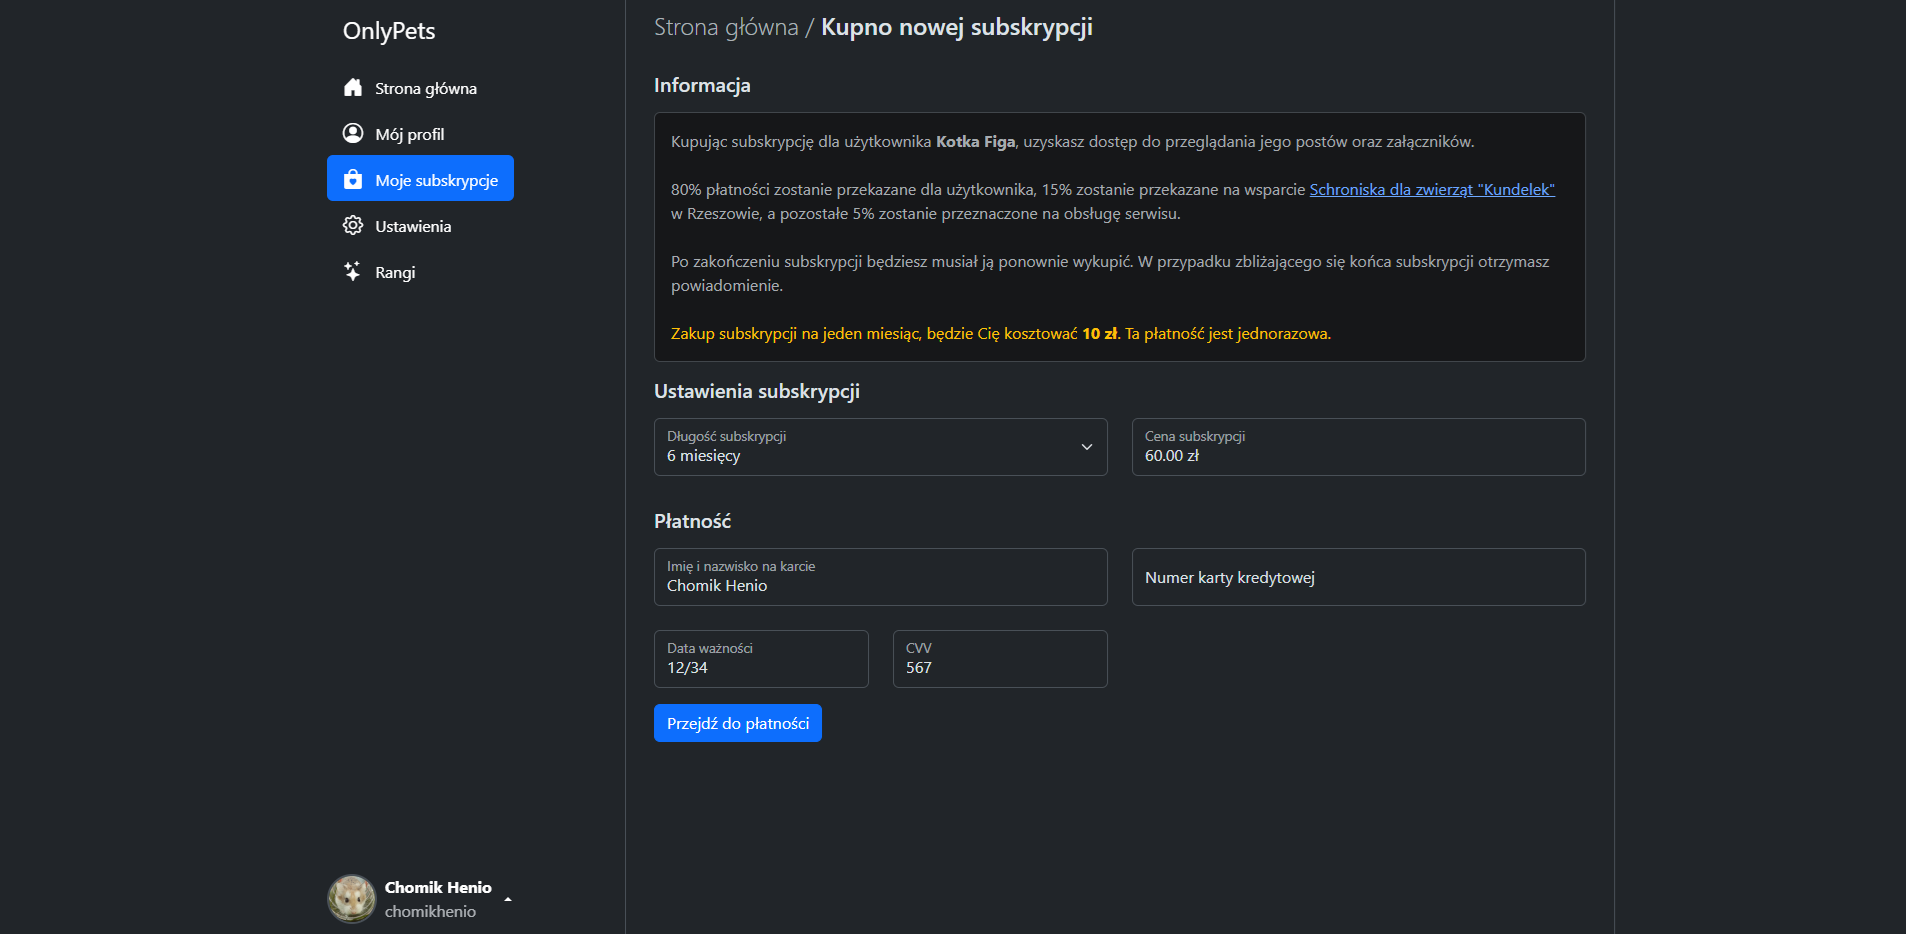 OnlyPets
Strona główna
Mój profil
Moje subskrypcje
Ustawienia
Rangi
Chomik Henio
chomikhenio
Strona główna / Kupno nowej subskrypcji
Informacja
Kupując subskrypcję dla użytkownika Kotka Figa, uzyskasz dostęp do przeglądania jego postów oraz załączników.
80% płatności zostanie przekazane dla użytkownika, 15% zostanie przekazane na wsparcie Schroniska dla zwierząt "Kundelek"
w Rzeszowie, a pozostałe 5% zostanie przeznaczone na obsługę serwisu.
Po zakończeniu subskrypcji będziesz musiał ją ponownie wykupić. W przypadku zbliżającego się końca subskrypcji otrzymasz
powiadomienie.
Zakup subskrypcji na jeden miesiąc, będzie Cię kosztować 10 zł. Ta płatność jest jednorazowa.
Ustawienia subskrypcji
Długość subskrypcji
6 miesięcy
Cena subskrypcji
60.00 zł
Płatność
Imię i nazwisko na karcie
Chomik Henio
Numer karty kredytowej
Data ważności
12/34
CVV
567
Przejdź do płatności